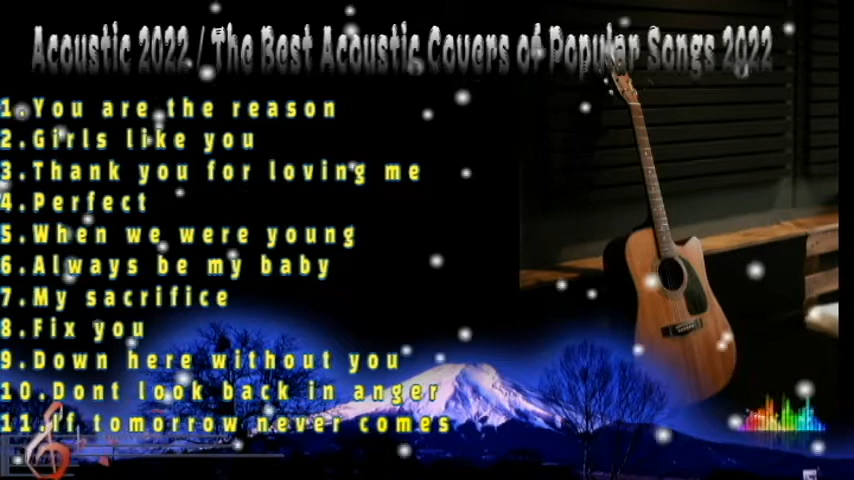 Acoustic 2022 / The Best Acoustic Covers of Popular Songs 2022
1.You are the reason
2.Girls like you
3.Thank you for loving me
4.Perfect
5.When we were young
6.Always be my baby
7.My sacrifice
8.Fix you
9.Down here without you
10.Dont look back in anger
11.If tomorrow never comes